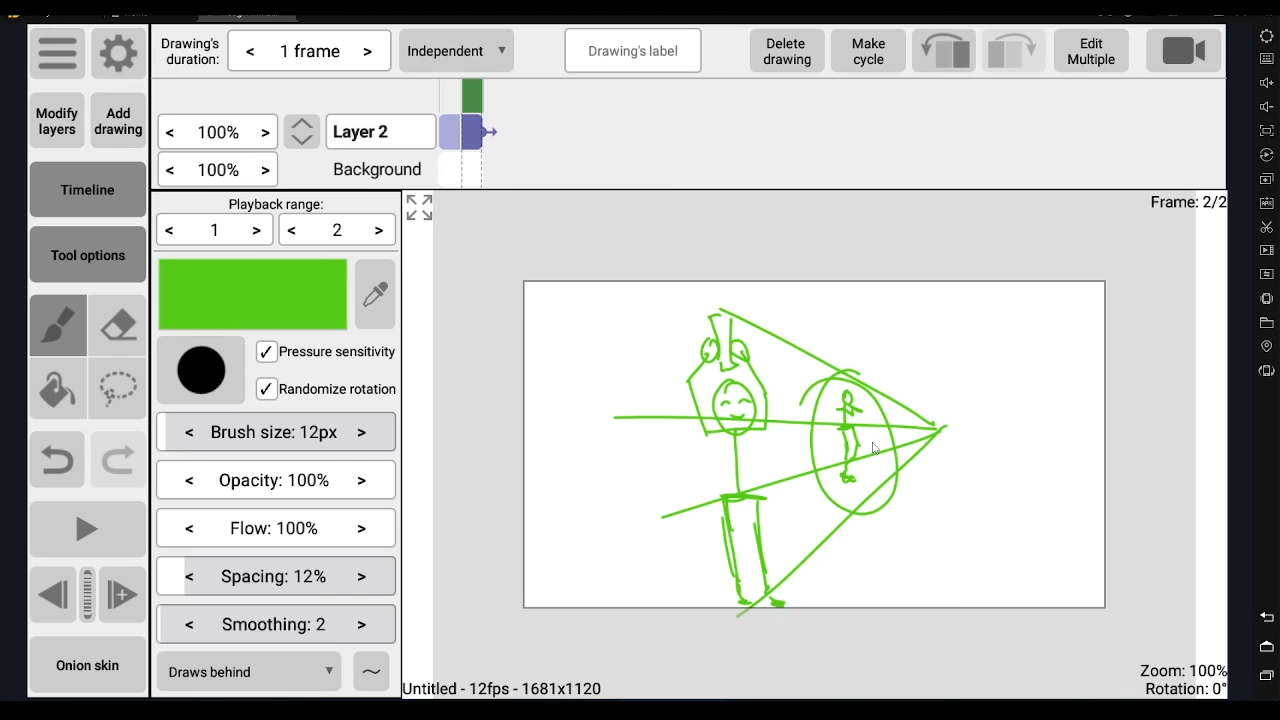 Drawing's
duration:
< 1 frame >
Independent
Drawing's label
Delete
drawing
Make
cycle
Edit
Multiple
Modify
layers
Add
drawing
< 100% >
Layer 2
< 100% >
Background
Timeline
Playback range:
< 1 >
< 2 >
Frame: 2/2
Tool options
Pressure sensitivity
Randomize rotation
< Brush size: 12px >
< Opacity: 100% >
< Flow: 100% >
< Spacing: 12% >
< Smoothing: 2 >
Onion skin
Draws behind
Untitled - 12fps - 1681x1120
Zoom: 100%
Rotation: 0°